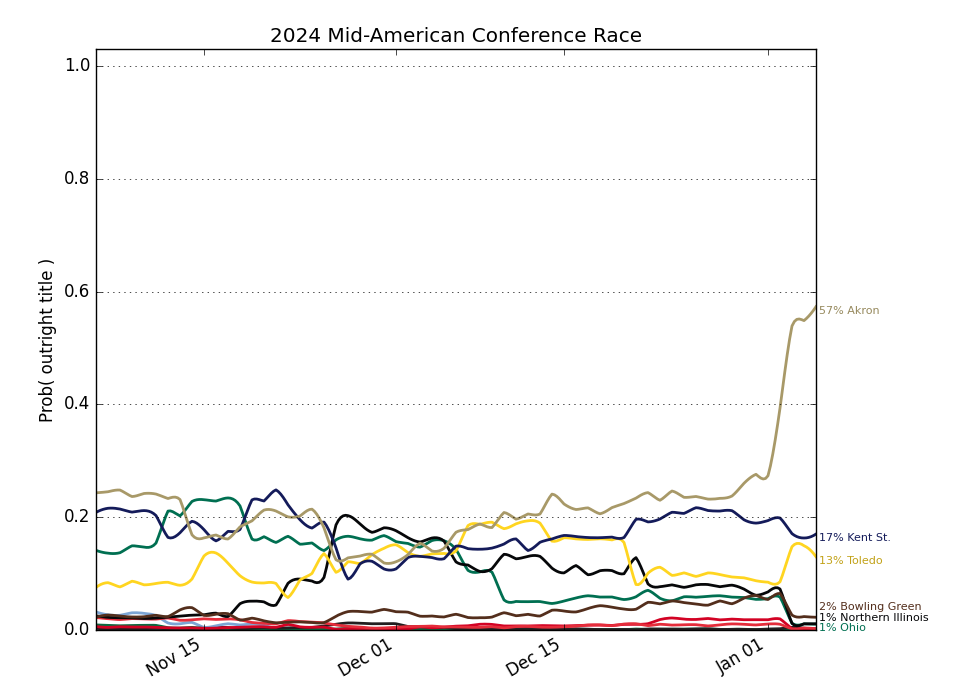 2024 Mid-American Conference Race
Prob( outright title )
1.0
0.8
0.6
0.4
0.2
0.0
Nov 15
Dec 01
Dec 15
Jan 01
57% Akron
17% Kent St.
13% Toledo
2% Bowling Green
1% Northern Illinois
1% Ohio